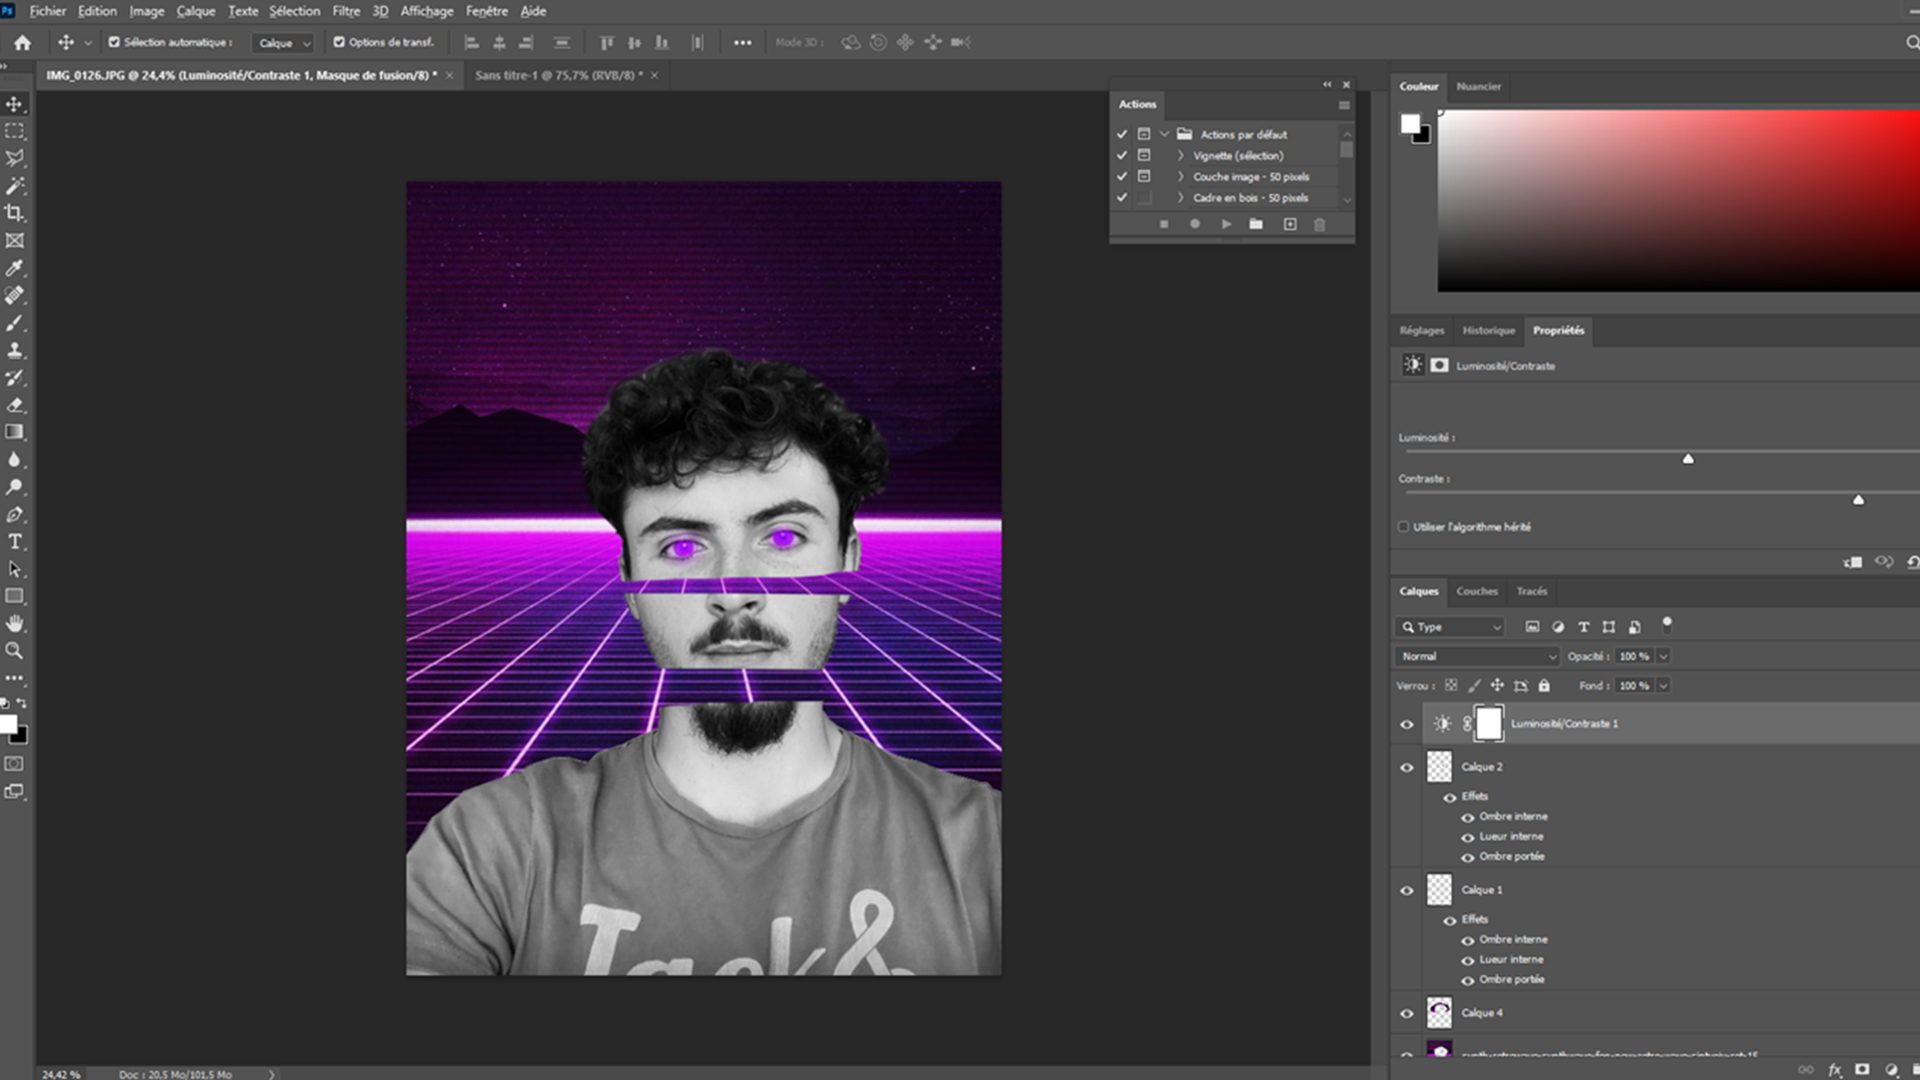 Ps Fichier Edition Image Calque Texte Sélection Filtre 3D Affichage Fenêtre Aide
Sélection automatique : Calque Options de transf. Mode 3D :
IMG_0126.JPG @ 24,4% (Luminosité/Contraste 1, Masque de fusion/8) *
Sans titre-1 @ 75,7% (RVB/8) *
Actions
Actions par défaut
Vignette (sélection)
Couche image - 50 pixels
Cadre en bois - 50 pixels
Couleur Nuancier
Réglages Historique Propriétés
Luminosité/Contraste
Luminosité :
Contraste :
Utiliser l'algorithme hérité
Calques Couches Tracés
Type
Normal Opacité : 100 %
Verrou : Fond : 100 %
Luminosité/Contraste 1
Calque 2
Effets
Ombre interne
Lueur interne
Ombre portée
Calque 1
Effets
Ombre interne
Lueur interne
Ombre portée
Calque 4
Jack &
24,42 % Doc : 20,5 Mo/101,5 Mo